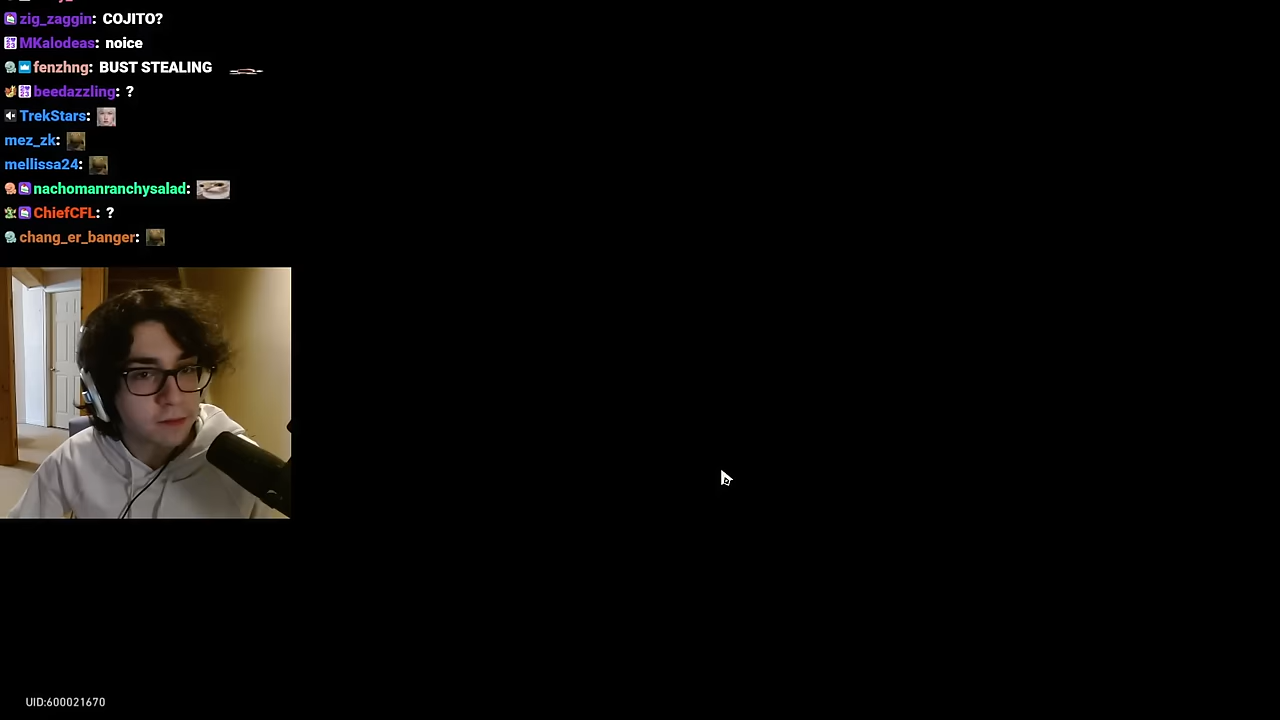 zig_zaggin: COJITO?
MKalodeas: noice
fenzhng: BUST STEALING
beedazzling: ?
TrekStars:
mez_zk:
mellissa24:
nachomanranchysalad:
ChiefCFL: ?
chang_er_banger:
UID:600021670